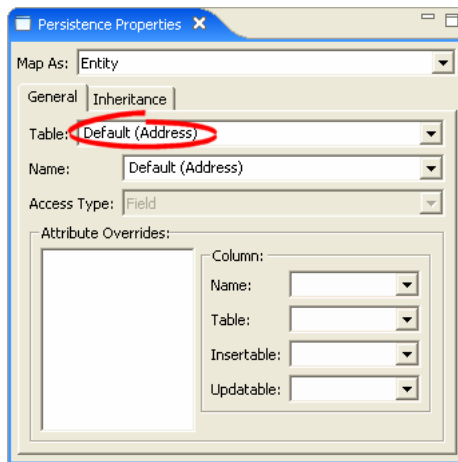 Persistence Properties
Map As: Entity
General Inheritance
Table: Default (Address)
Name: Default (Address)
Access Type: Field
Attribute Overrides:
Column:
Name:
Table:
Insertable:
Updatable: